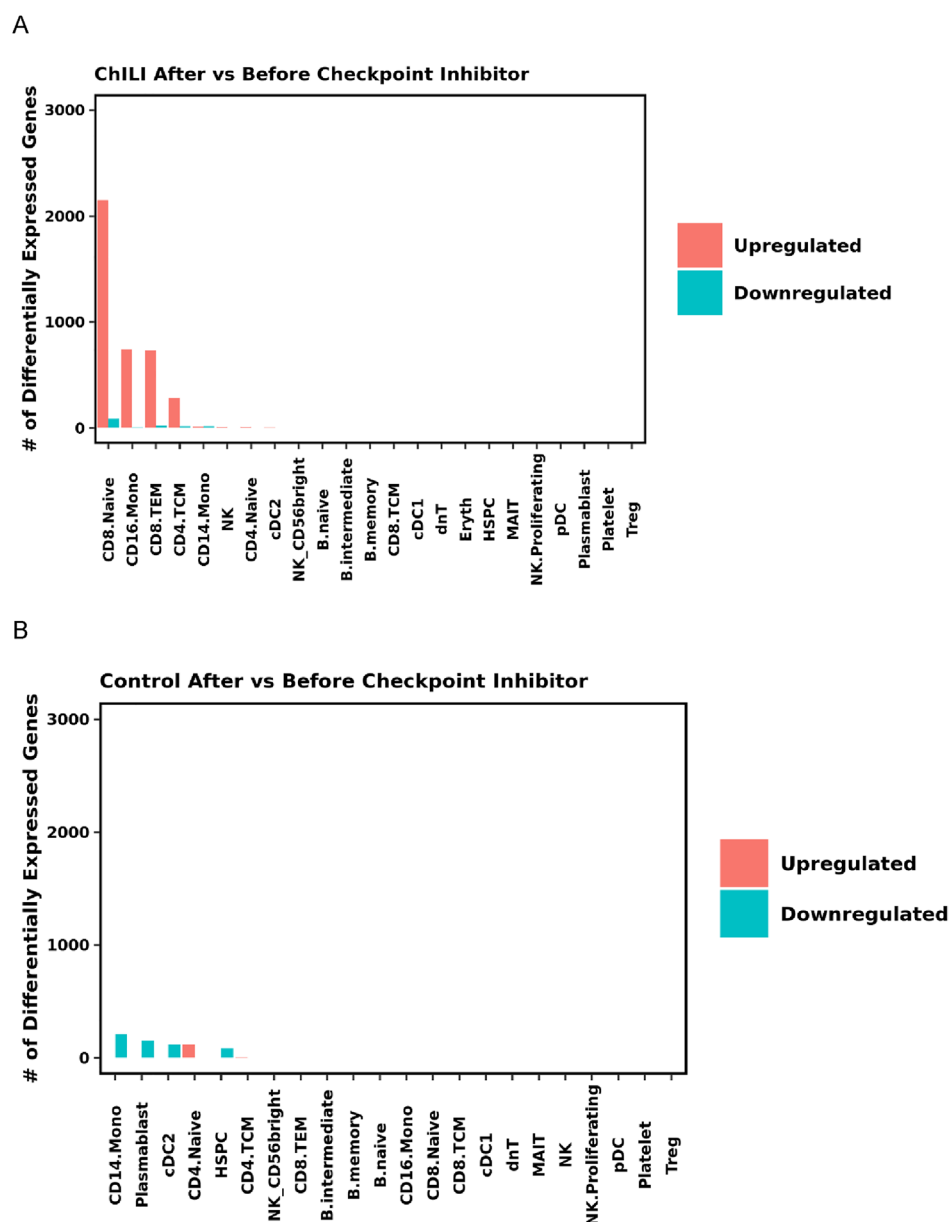 A
ChILI After vs Before Checkpoint Inhibitor
# of Differentially Expressed Genes
3000
2000
1000
0
Upregulated
Downregulated
CD8.Naive
CD16.Mono
CD8.TEM
CD4.TCM
CD14.Mono
NK
CD4.Naive
cDC2
NK_CD56bright
B.naive
B.intermediate
B.memory
CD8.TCM
cDC1
dnT
Eryth
HSPC
MAIT
NK.Proliferating
pDC
Plasmablast
Platelet
Treg
B
Control After vs Before Checkpoint Inhibitor
# of Differentially Expressed Genes
3000
2000
1000
0
Upregulated
Downregulated
CD14.Mono
Plasmablast
cDC2
CD4.Naive
HSPC
CD4.TCM
NK_CD56bright
CD8.TEM
B.intermediate
B.memory
B.naive
CD16.Mono
CD8.Naive
CD8.TCM
cDC1
dnT
MAIT
NK
NK.Proliferating
pDC
Platelet
Treg